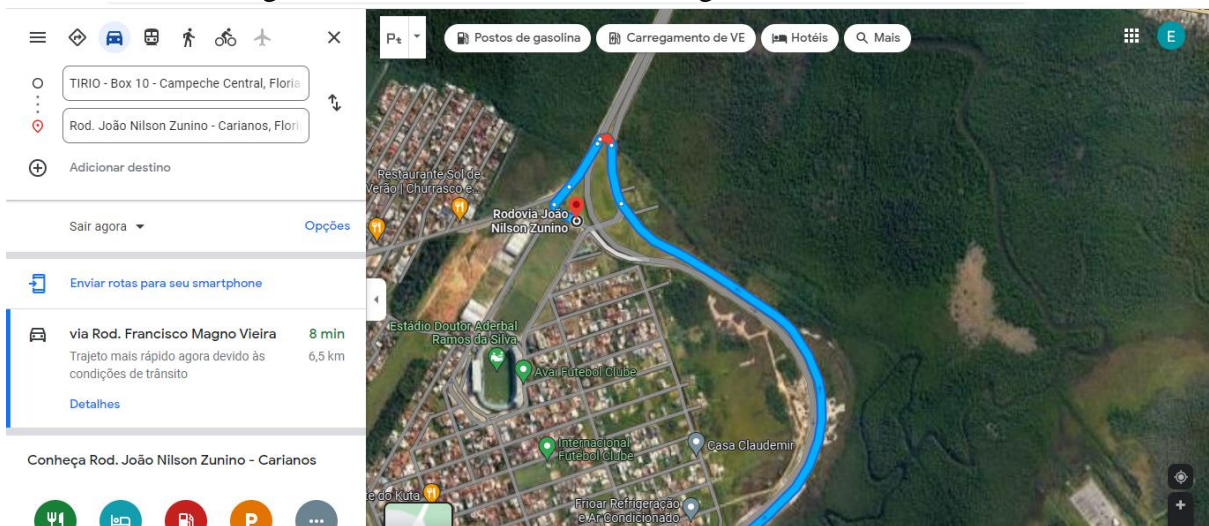 TIRIO - Box 10 - Campeche Central, Floria
Rod. João Nilson Zunino - Carianos, Flori
Adicionar destino
Sair agora
Opções
Enviar rotas para seu smartphone
via Rod. Francisco Magno Vieira
8 min
Trajeto mais rápido agora devido às
condições de trânsito
6,5 km
Detalhes
Conheça Rod. João Nilson Zunino - Carianos
P
Postos de gasolina
Carregamento de VE
Hotéis
Mais
E
Restaurante Sol de
Verão | Churrasco e...
Rodovia João
Nilson Zunino
Estádio Doutor Aderbal
Ramos da Silva
Avaí Futebol Clube
Internacional
Futebol Clube
Casa Claudemir
te do Kuta
Frioar Refrigeração
e Ar Condicionado